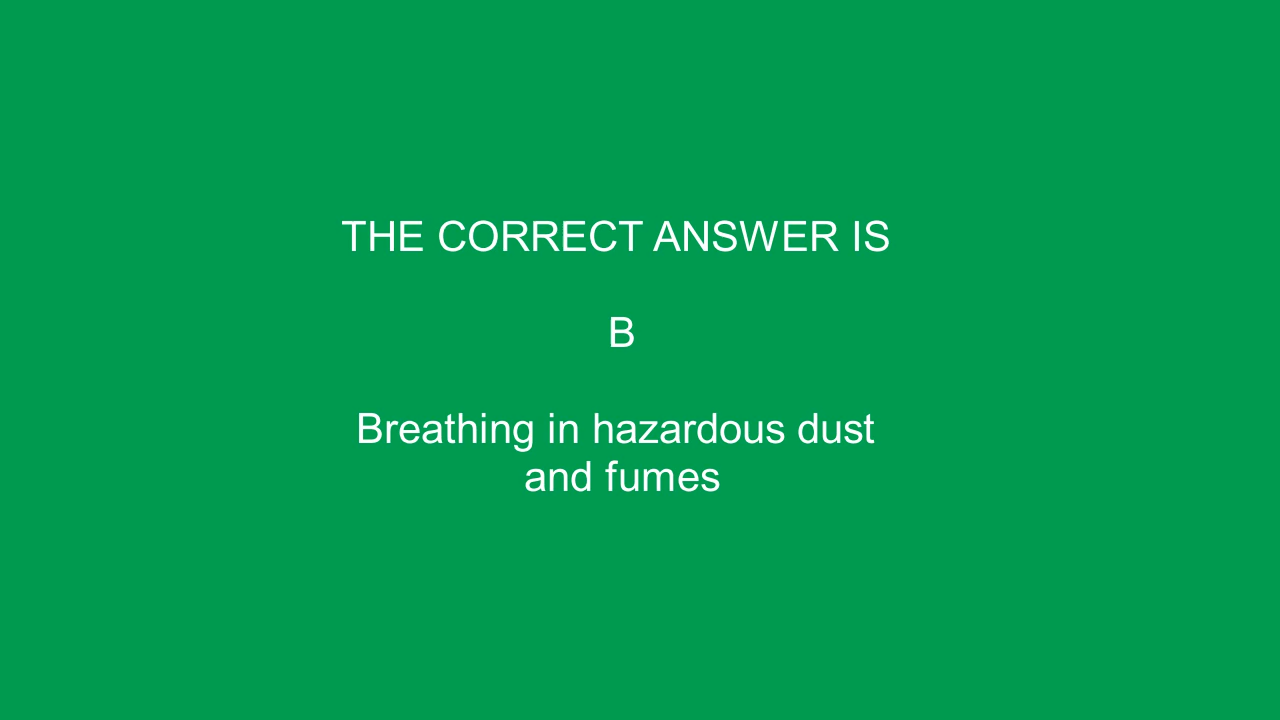 THE CORRECT ANSWER IS
B
Breathing in hazardous dust
and fumes